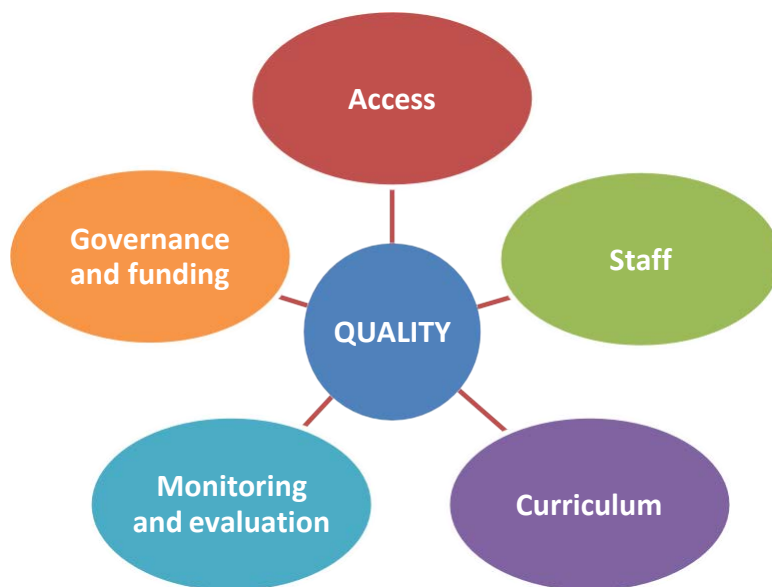 Access
Governance
and funding
Staff
QUALITY
Monitoring
and evaluation
Curriculum